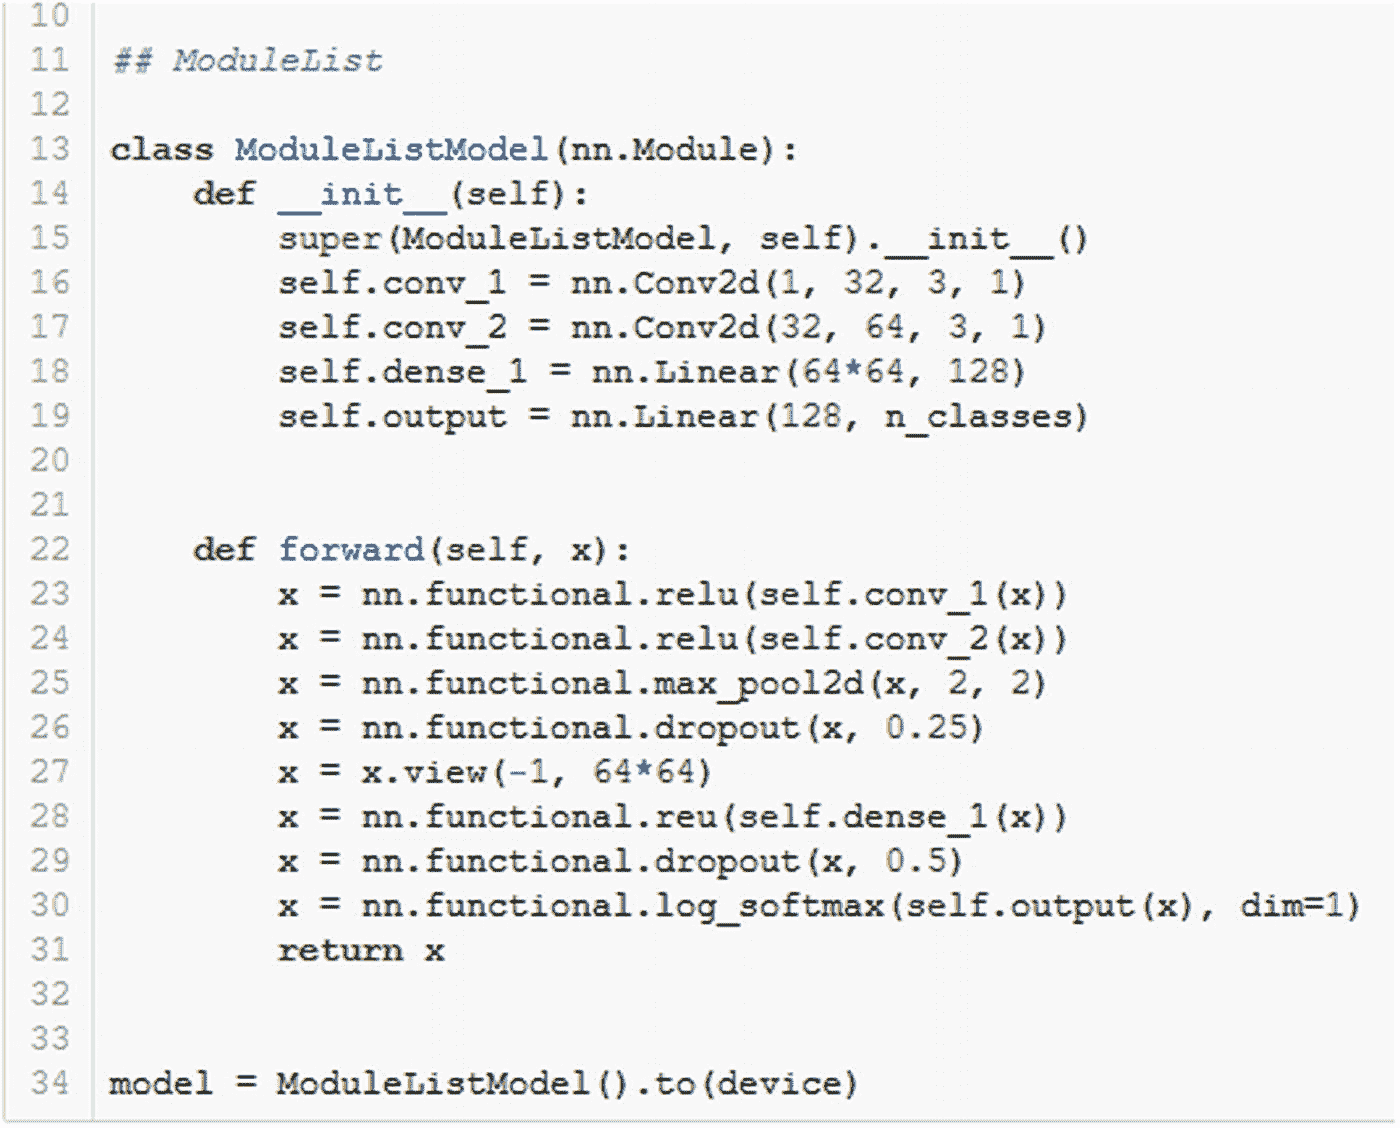 10
11 ## ModuleList
12
13 class ModuleListModel(nn.Module):
14     def __init__(self):
15         super(ModuleListModel, self).__init__()
16         self.conv_1 = nn.Conv2d(1, 32, 3, 1)
17         self.conv_2 = nn.Conv2d(32, 64, 3, 1)
18         self.dense_1 = nn.Linear(64*64, 128)
19         self.output = nn.Linear(128, n_classes)
20
21
22     def forward(self, x):
23         x = nn.functional.relu(self.conv_1(x))
24         x = nn.functional.relu(self.conv_2(x))
25         x = nn.functional.max_pool2d(x, 2, 2)
26         x = nn.functional.dropout(x, 0.25)
27         x = x.view(-1, 64*64)
28         x = nn.functional.reu(self.dense_1(x))
29         x = nn.functional.dropout(x, 0.5)
30         x = nn.functional.log_softmax(self.output(x), dim=1)
31         return x
32
33
34 model = ModuleListModel().to(device)